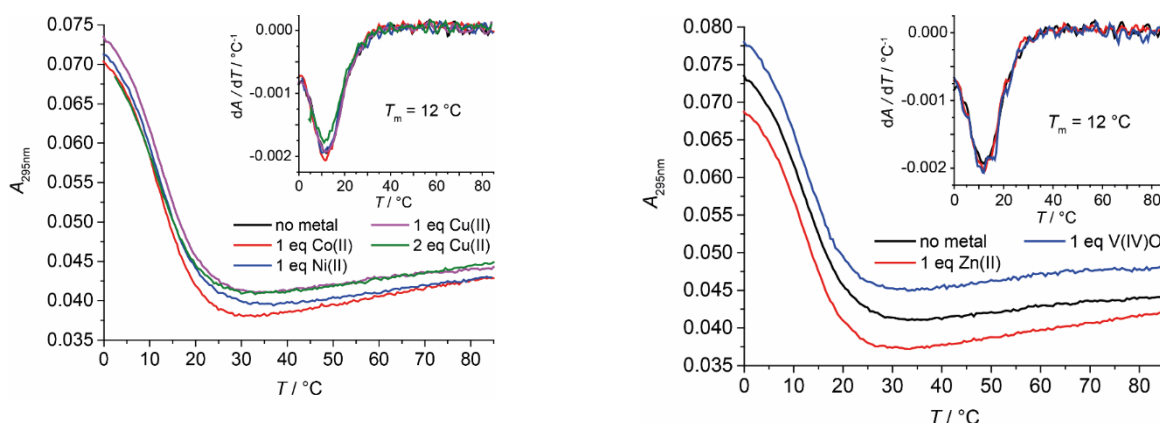 0.075
0.070
0.065
0.060
0.055
0.050
0.045
0.040
0.035
A295nm
0 10 20 30 40 50 60 70 80
T / °C
0.000
-0.001
-0.002
dA / dT / °C-1
Tm = 12 °C
0 20 40 60 80
T / °C
no metal
1 eq Co(II)
1 eq Ni(II)
1 eq Cu(II)
2 eq Cu(II)
0.080
0.075
0.070
0.065
0.060
0.055
0.050
0.045
0.040
0.035
A295nm
0 10 20 30 40 50 60 70 80
T / °C
0.000
-0.001
-0.002
dA / dT / °C-1
Tm = 12 °C
0 20 40 60 80
T / °C
no metal
1 eq Zn(II)
1 eq V(IV)O